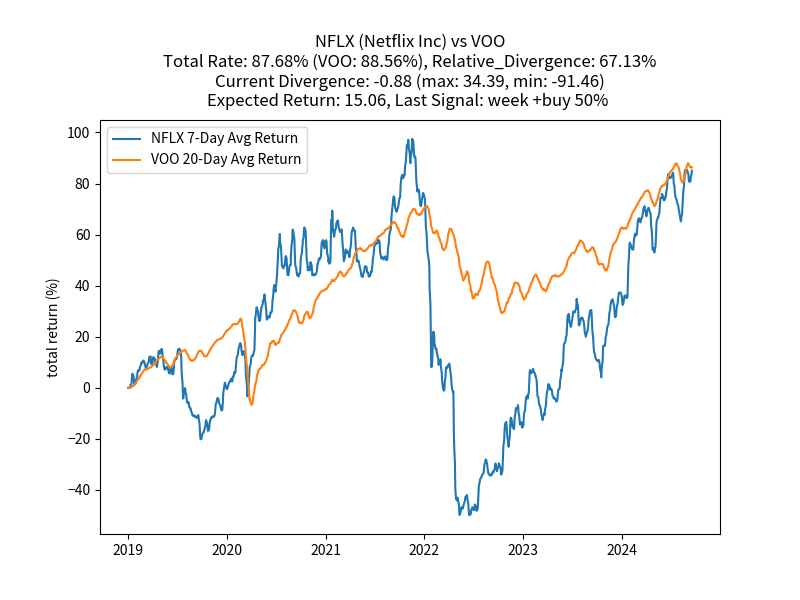 NFLX (Netflix Inc) vs VOO
Total Rate: 87.68% (VOO: 88.56%), Relative_Divergence: 67.13%
Current Divergence: -0.88 (max: 34.39, min: -91.46)
Expected Return: 15.06, Last Signal: week +buy 50%
NFLX 7-Day Avg Return
VOO 20-Day Avg Return
total return (%)
100
80
60
40
20
0
−20
−40
2019 2020 2021 2022 2023 2024